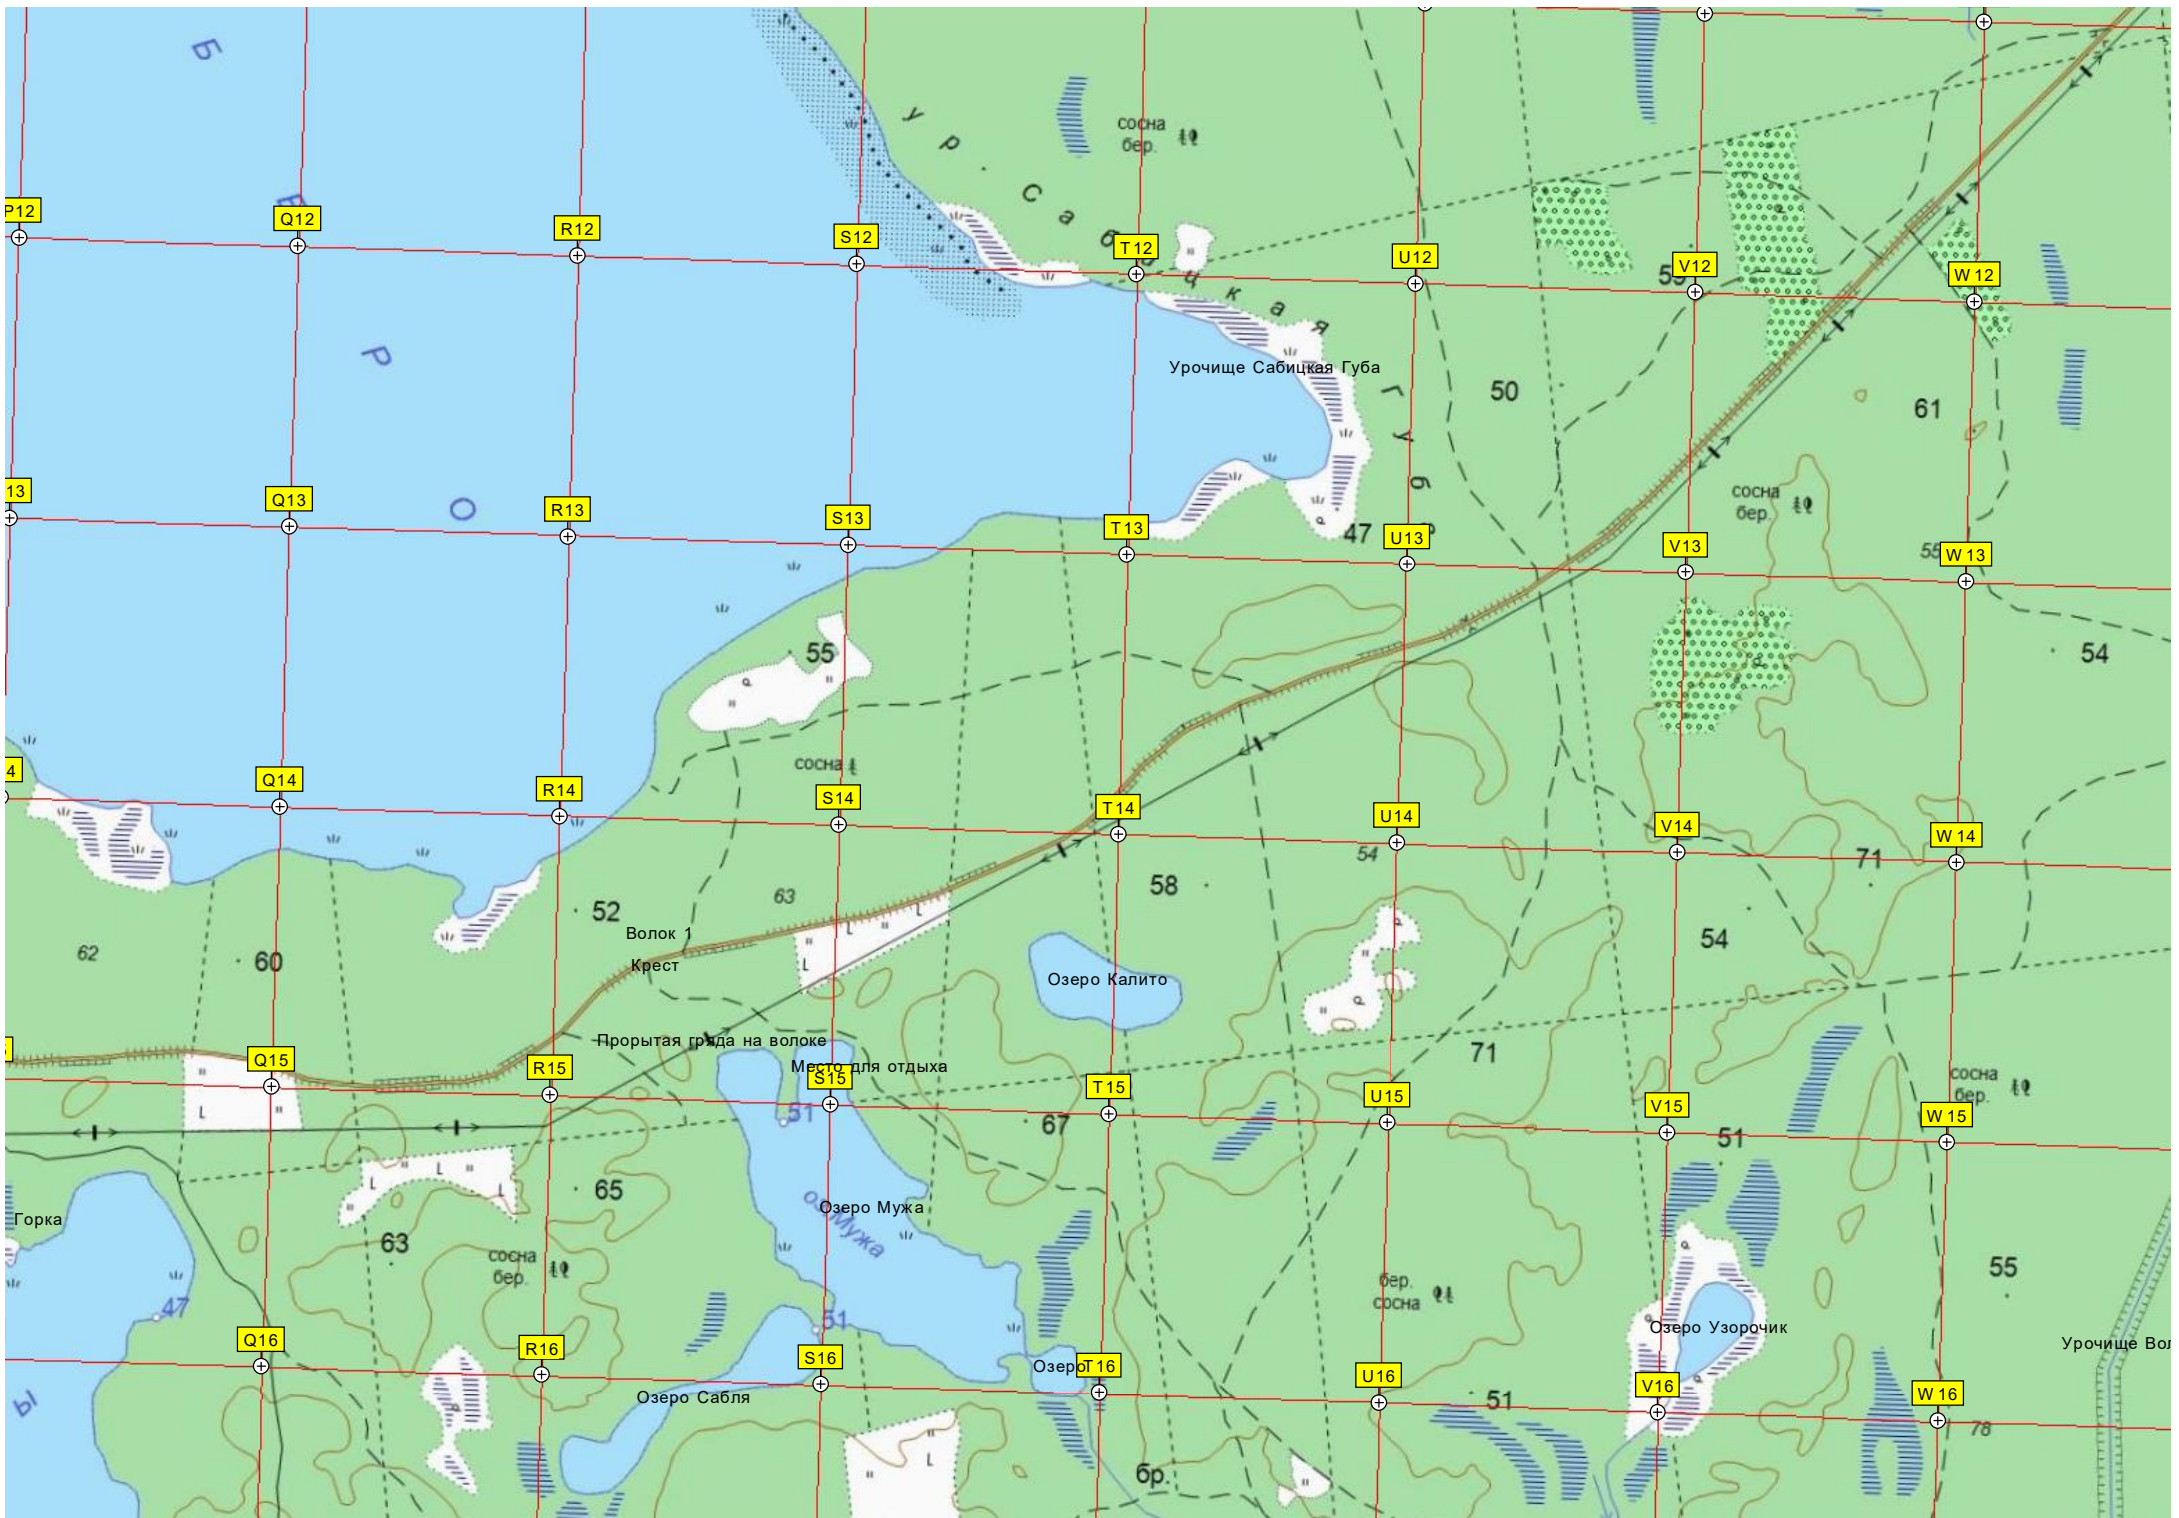 Б
Е
Р
О
Ы
ур. Сабицкая Губа
сосна
бер.
P12
Q12
R12
S12
T12
U12
V12
W12
59
Урочище Сабицкая Губа
50
61
13
Q13
R13
S13
T13
47
U13
V13
55
W13
сосна
бер.
55
54
сосна
4
Q14
R14
S14
T14
54
U14
V14
71
W14
58
62
60
52
63
54
Волок 1
Крест
Озеро Калито
Прорытая гряда на волоке
Место для отдыха
71
Q15
R15
S15
T15
U15
V15
W15
сосна
бер.
51
67
51
65
оз. Мужа
Озеро Мужа
Горка
63
сосна
бер.
бер.
сосна
55
47
51
Озеро Узорочик
Урочище Вол
Q16
R16
S16
Озеро
T16
U16
V16
W16
Озеро Сабля
51
78
бр.